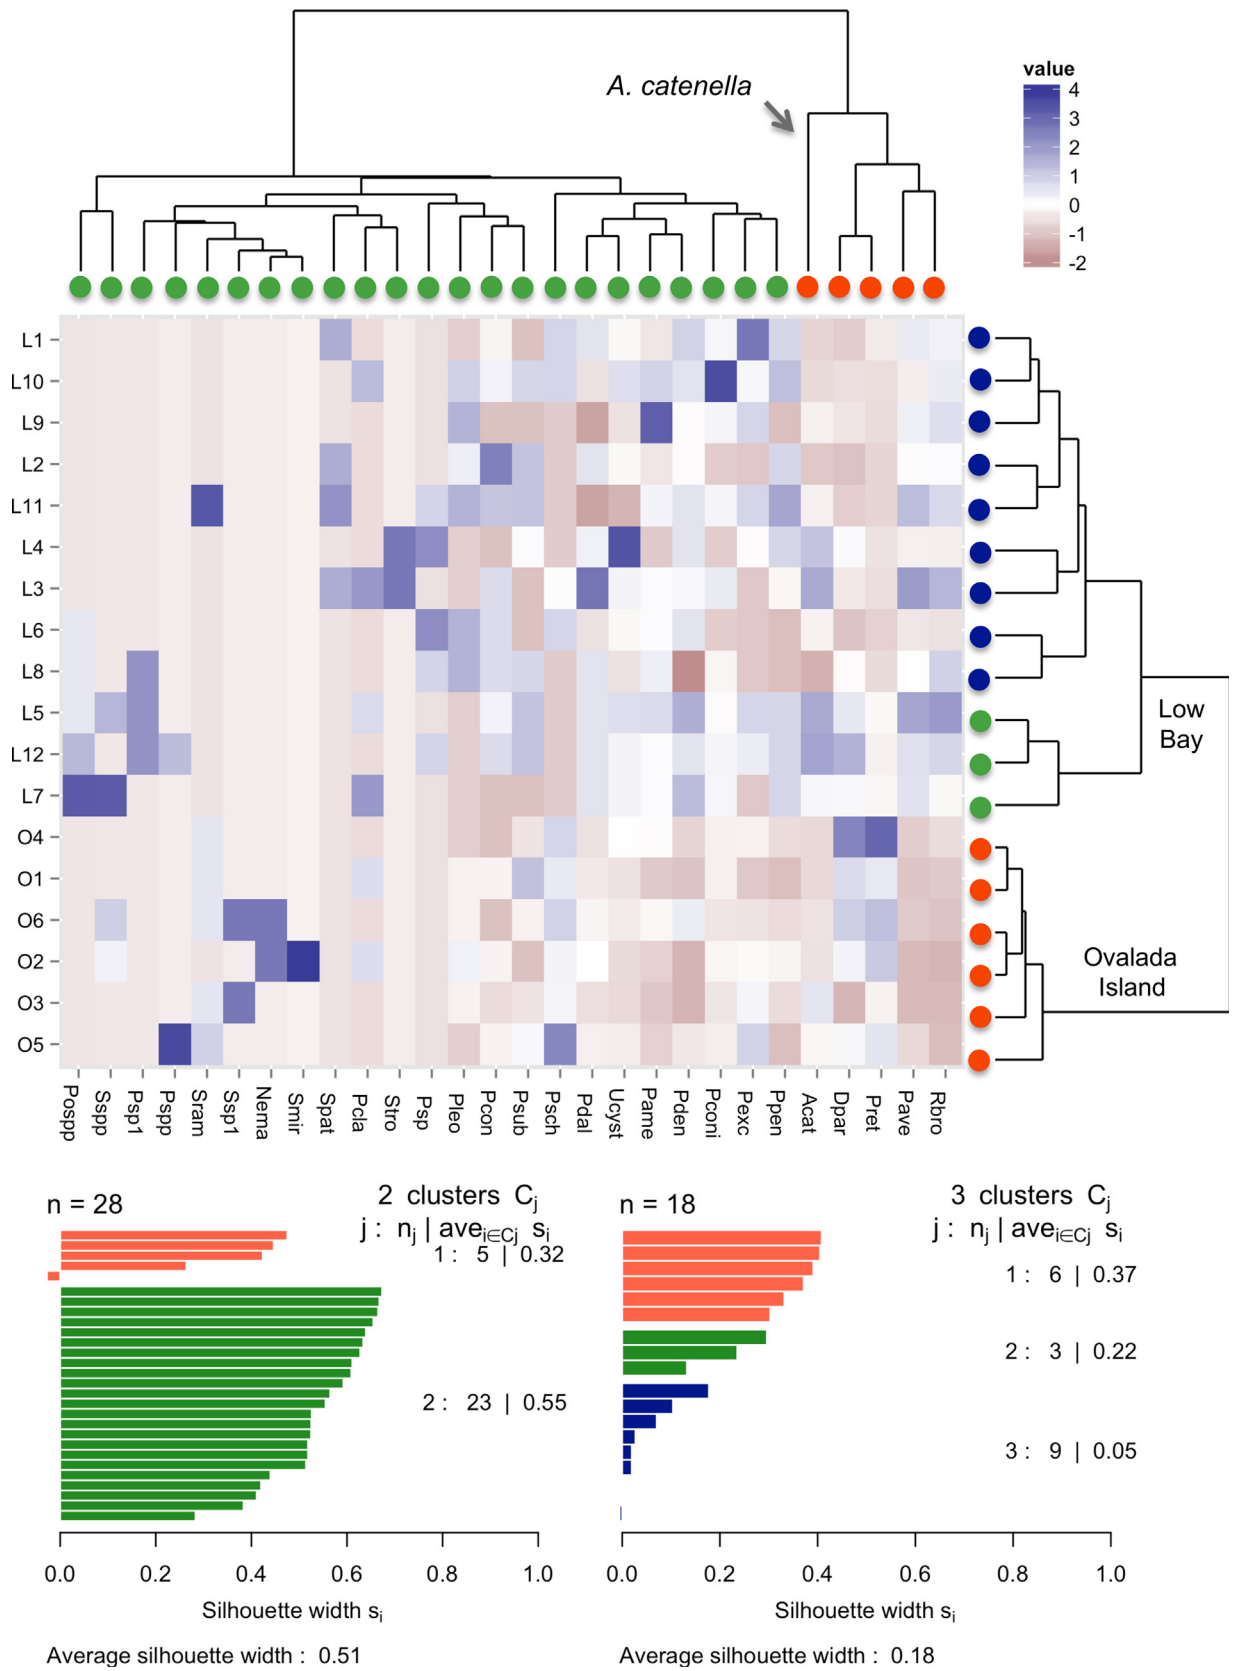 A. catenella
value
4
3
2
1
0
-1
-2
L1
L10
L9
L2
L11
L4
L3
L6
L8
L5
L12
L7
O4
O1
O6
O2
O3
O5
Low
Bay
Ovalada
Island
Pospp
Sspp
Psp1
Pspp
Sram
Ssp1
Nema
Smir
Spat
Pcla
Stro
Psp
Pleo
Pcon
Psub
Psch
Pdal
Ucyst
Pame
Pden
Pconi
Pexc
Ppen
Acat
Dpar
Pret
Pave
Rbro
n = 28
2 clusters Cj
j : nj | avei∈Cj si
1 : 5 | 0.32
2 : 23 | 0.55
0.0 0.2 0.4 0.6 0.8 1.0
Silhouette width si
Average silhouette width : 0.51
n = 18
3 clusters Cj
j : nj | avei∈Cj si
1 : 6 | 0.37
2 : 3 | 0.22
3 : 9 | 0.05
0.0 0.2 0.4 0.6 0.8 1.0
Silhouette width si
Average silhouette width : 0.18